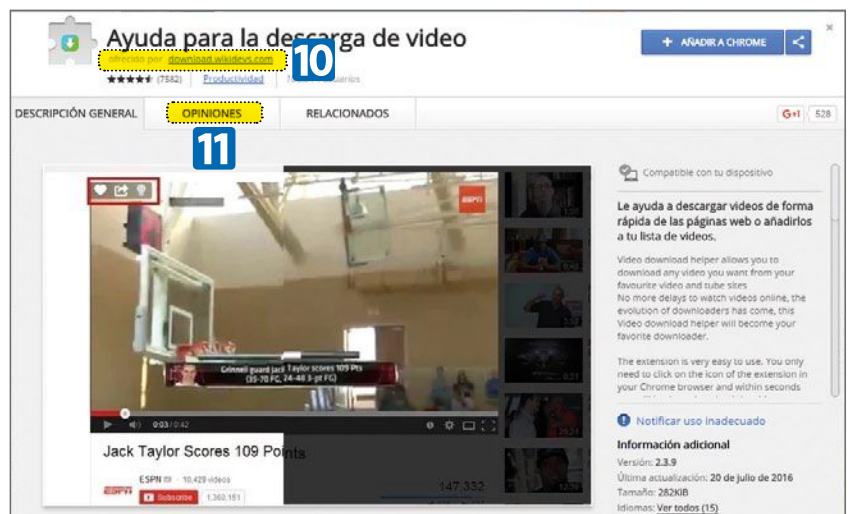 Ayuda para la descarga de video
ofrecido por download.wikidevs.com
10
(7582) Productividad
+ AÑADIR A CHROME
DESCRIPCIÓN GENERAL OPINIONES RELACIONADOS
G+1 528
11
ESPN
Grinnell guard Jack Taylor scores 109 Pts
(35-70 FG, 24-48 3-pt FG)
0:03 / 0:42
Jack Taylor Scores 109 Points
ESPN 10,429 videos
Subscribe 1,360,151
147,332
Compatible con tu dispositivo
Le ayuda a descargar videos de forma
rápida de las páginas web o añadirlos
a tu lista de videos.
Video download helper allows you to
download any video you want from your
favourite video and tube sites
No more delays to watch videos online, the
evolution of downloaders has come, this
Video download helper will become your
favorite downloader.
The extension is very easy to use. You only
need to click on the icon of the extension in
your Chrome browser and within seconds
Notificar uso inadecuado
Información adicional
Versión: 2.3.9
Última actualización: 20 de julio de 2016
Tamaño: 282KiB
Idiomas: Ver todos (15)